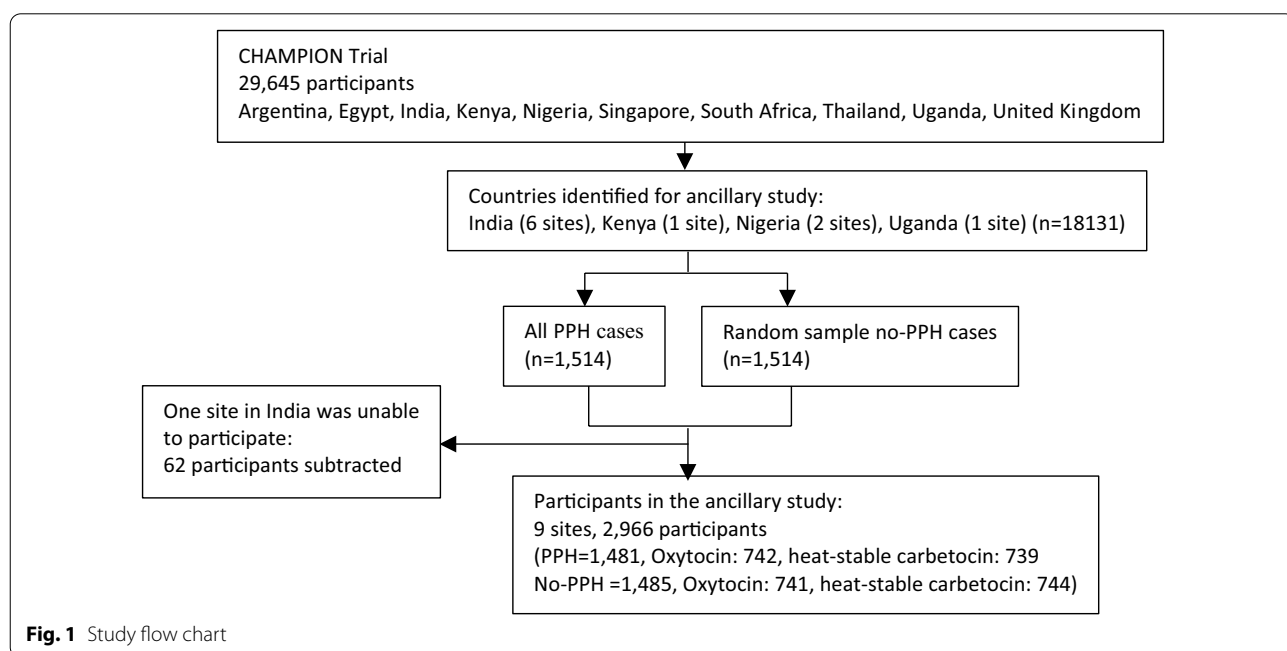 CHAMPION Trial
29,645 participants
Argentina, Egypt, India, Kenya, Nigeria, Singapore, South Africa, Thailand, Uganda, United Kingdom
Countries identified for ancillary study:
India (6 sites), Kenya (1 site), Nigeria (2 sites), Uganda (1 site) (n=18131)
All PPH cases
(n=1,514)
Random sample no-PPH cases
(n=1,514)
One site in India was unable
to participate:
62 participants subtracted
Participants in the ancillary study:
9 sites, 2,966 participants
(PPH=1,481, Oxytocin: 742, heat-stable carbetocin: 739
No-PPH =1,485, Oxytocin: 741, heat-stable carbetocin: 744)
Fig. 1 Study flow chart